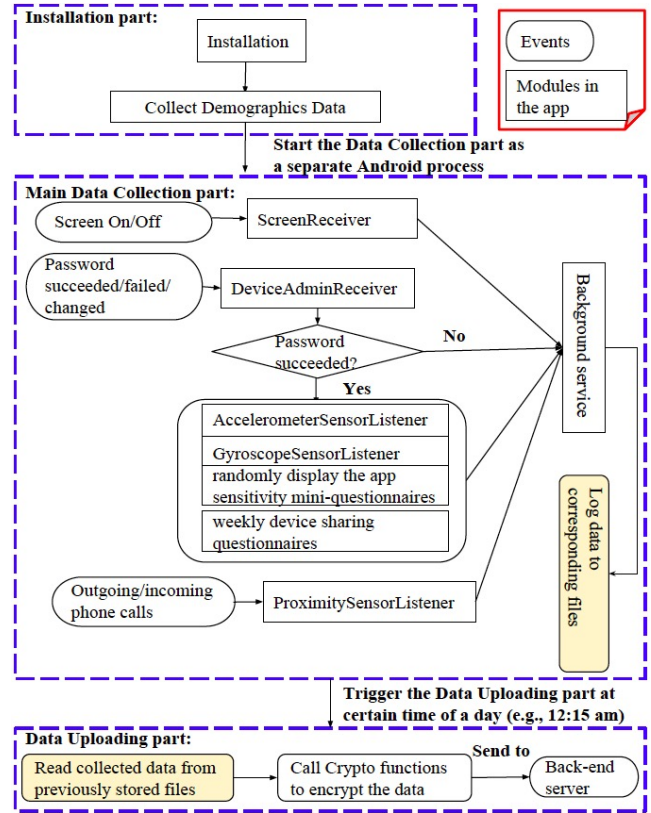 Installation part:
Installation
Collect Demographics Data
Events
Modules in
the app
Start the Data Collection part as
a separate Android process
Main Data Collection part:
Screen On/Off
ScreenReceiver
Password
succeeded/failed/
changed
DeviceAdminReceiver
Password
succeeded?
No
Yes
Background service
AccelerometerSensorListener
GyroscopeSensorListener
randomly display the app
sensitivity mini-questionnaires
weekly device sharing
questionnaires
Log data to
corresponding files
Outgoing/incoming
phone calls
ProximitySensorListener
Trigger the Data Uploading part at
certain time of a day (e.g., 12:15 am)
Data Uploading part:
Read collected data from
previously stored files
Call Crypto functions
to encrypt the data
Send to
Back-end
server